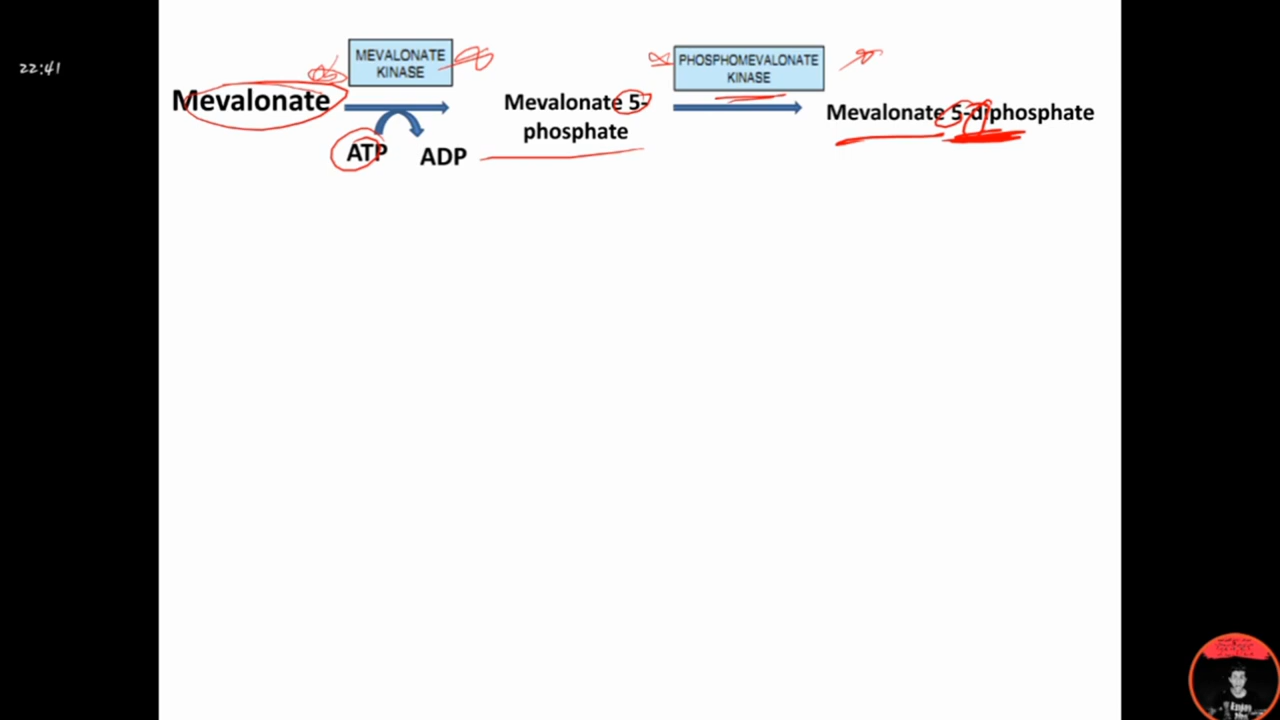 22:41
MEVALONATE
KINASE
PHOSPHOMEVALONATE
KINASE
Mevalonate
Mevalonate 5-
phosphate
Mevalonate 5-diphosphate
ATP
ADP